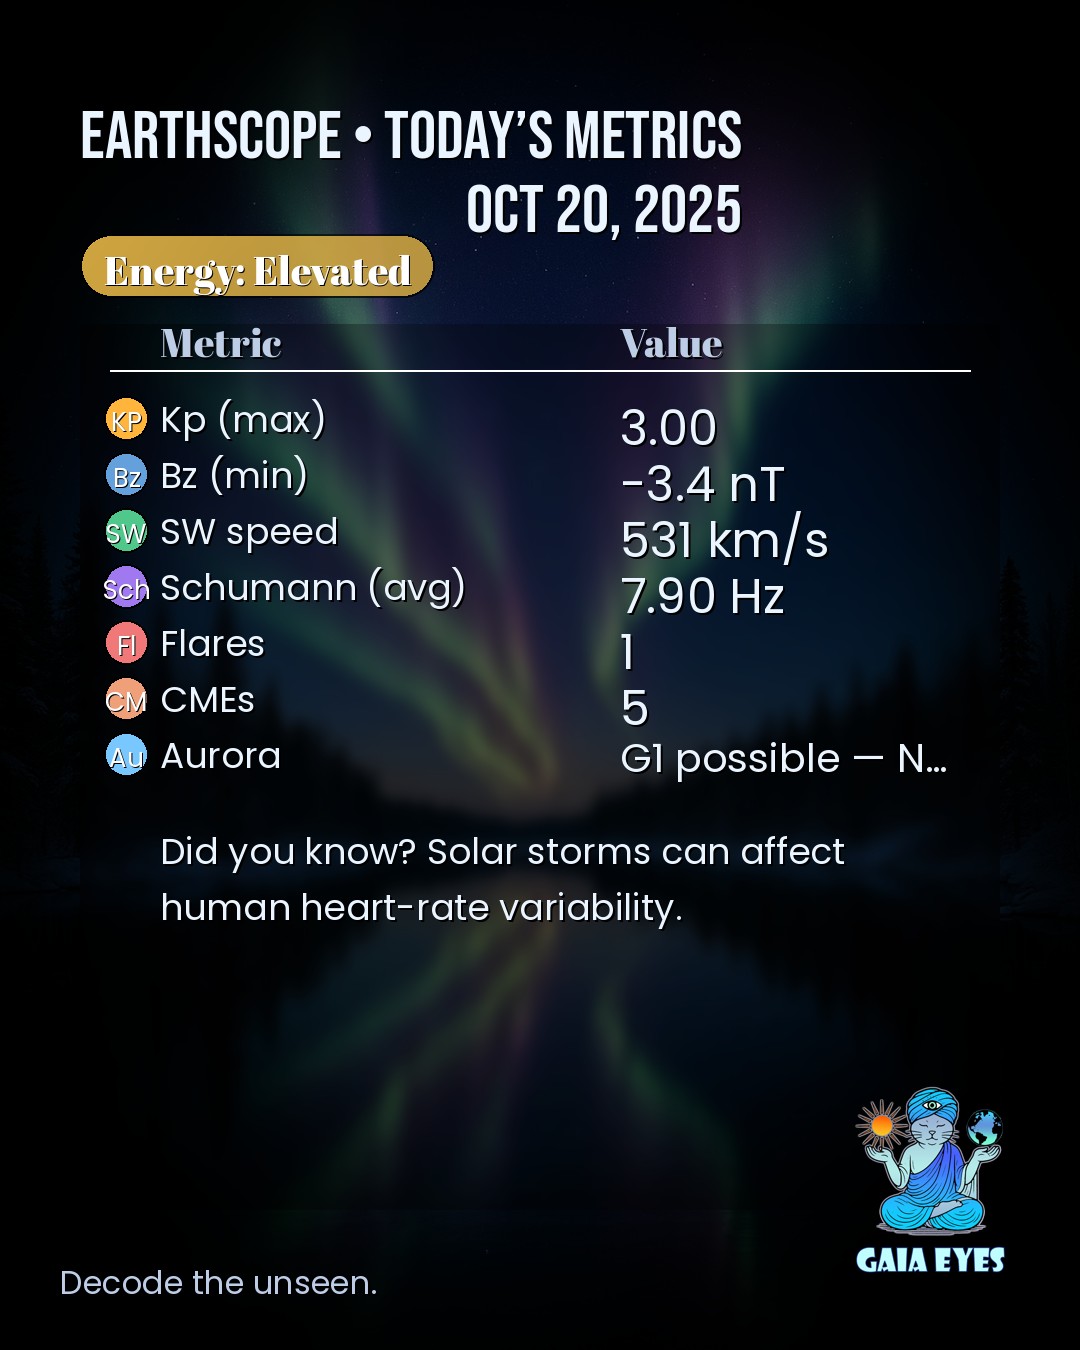 EARTHSCOPE • TODAY’S METRICS
OCT 20, 2025
Energy: Elevated
Metric Value
KP Kp (max) 3.00
Bz Bz (min) -3.4 nT
SW SW speed 531 km/s
Sch Schumann (avg) 7.90 Hz
Fl Flares 1
CM CMEs 5
Au Aurora G1 possible — N...
Did you know? Solar storms can affect
human heart-rate variability.
GAIA EYES
Decode the unseen.